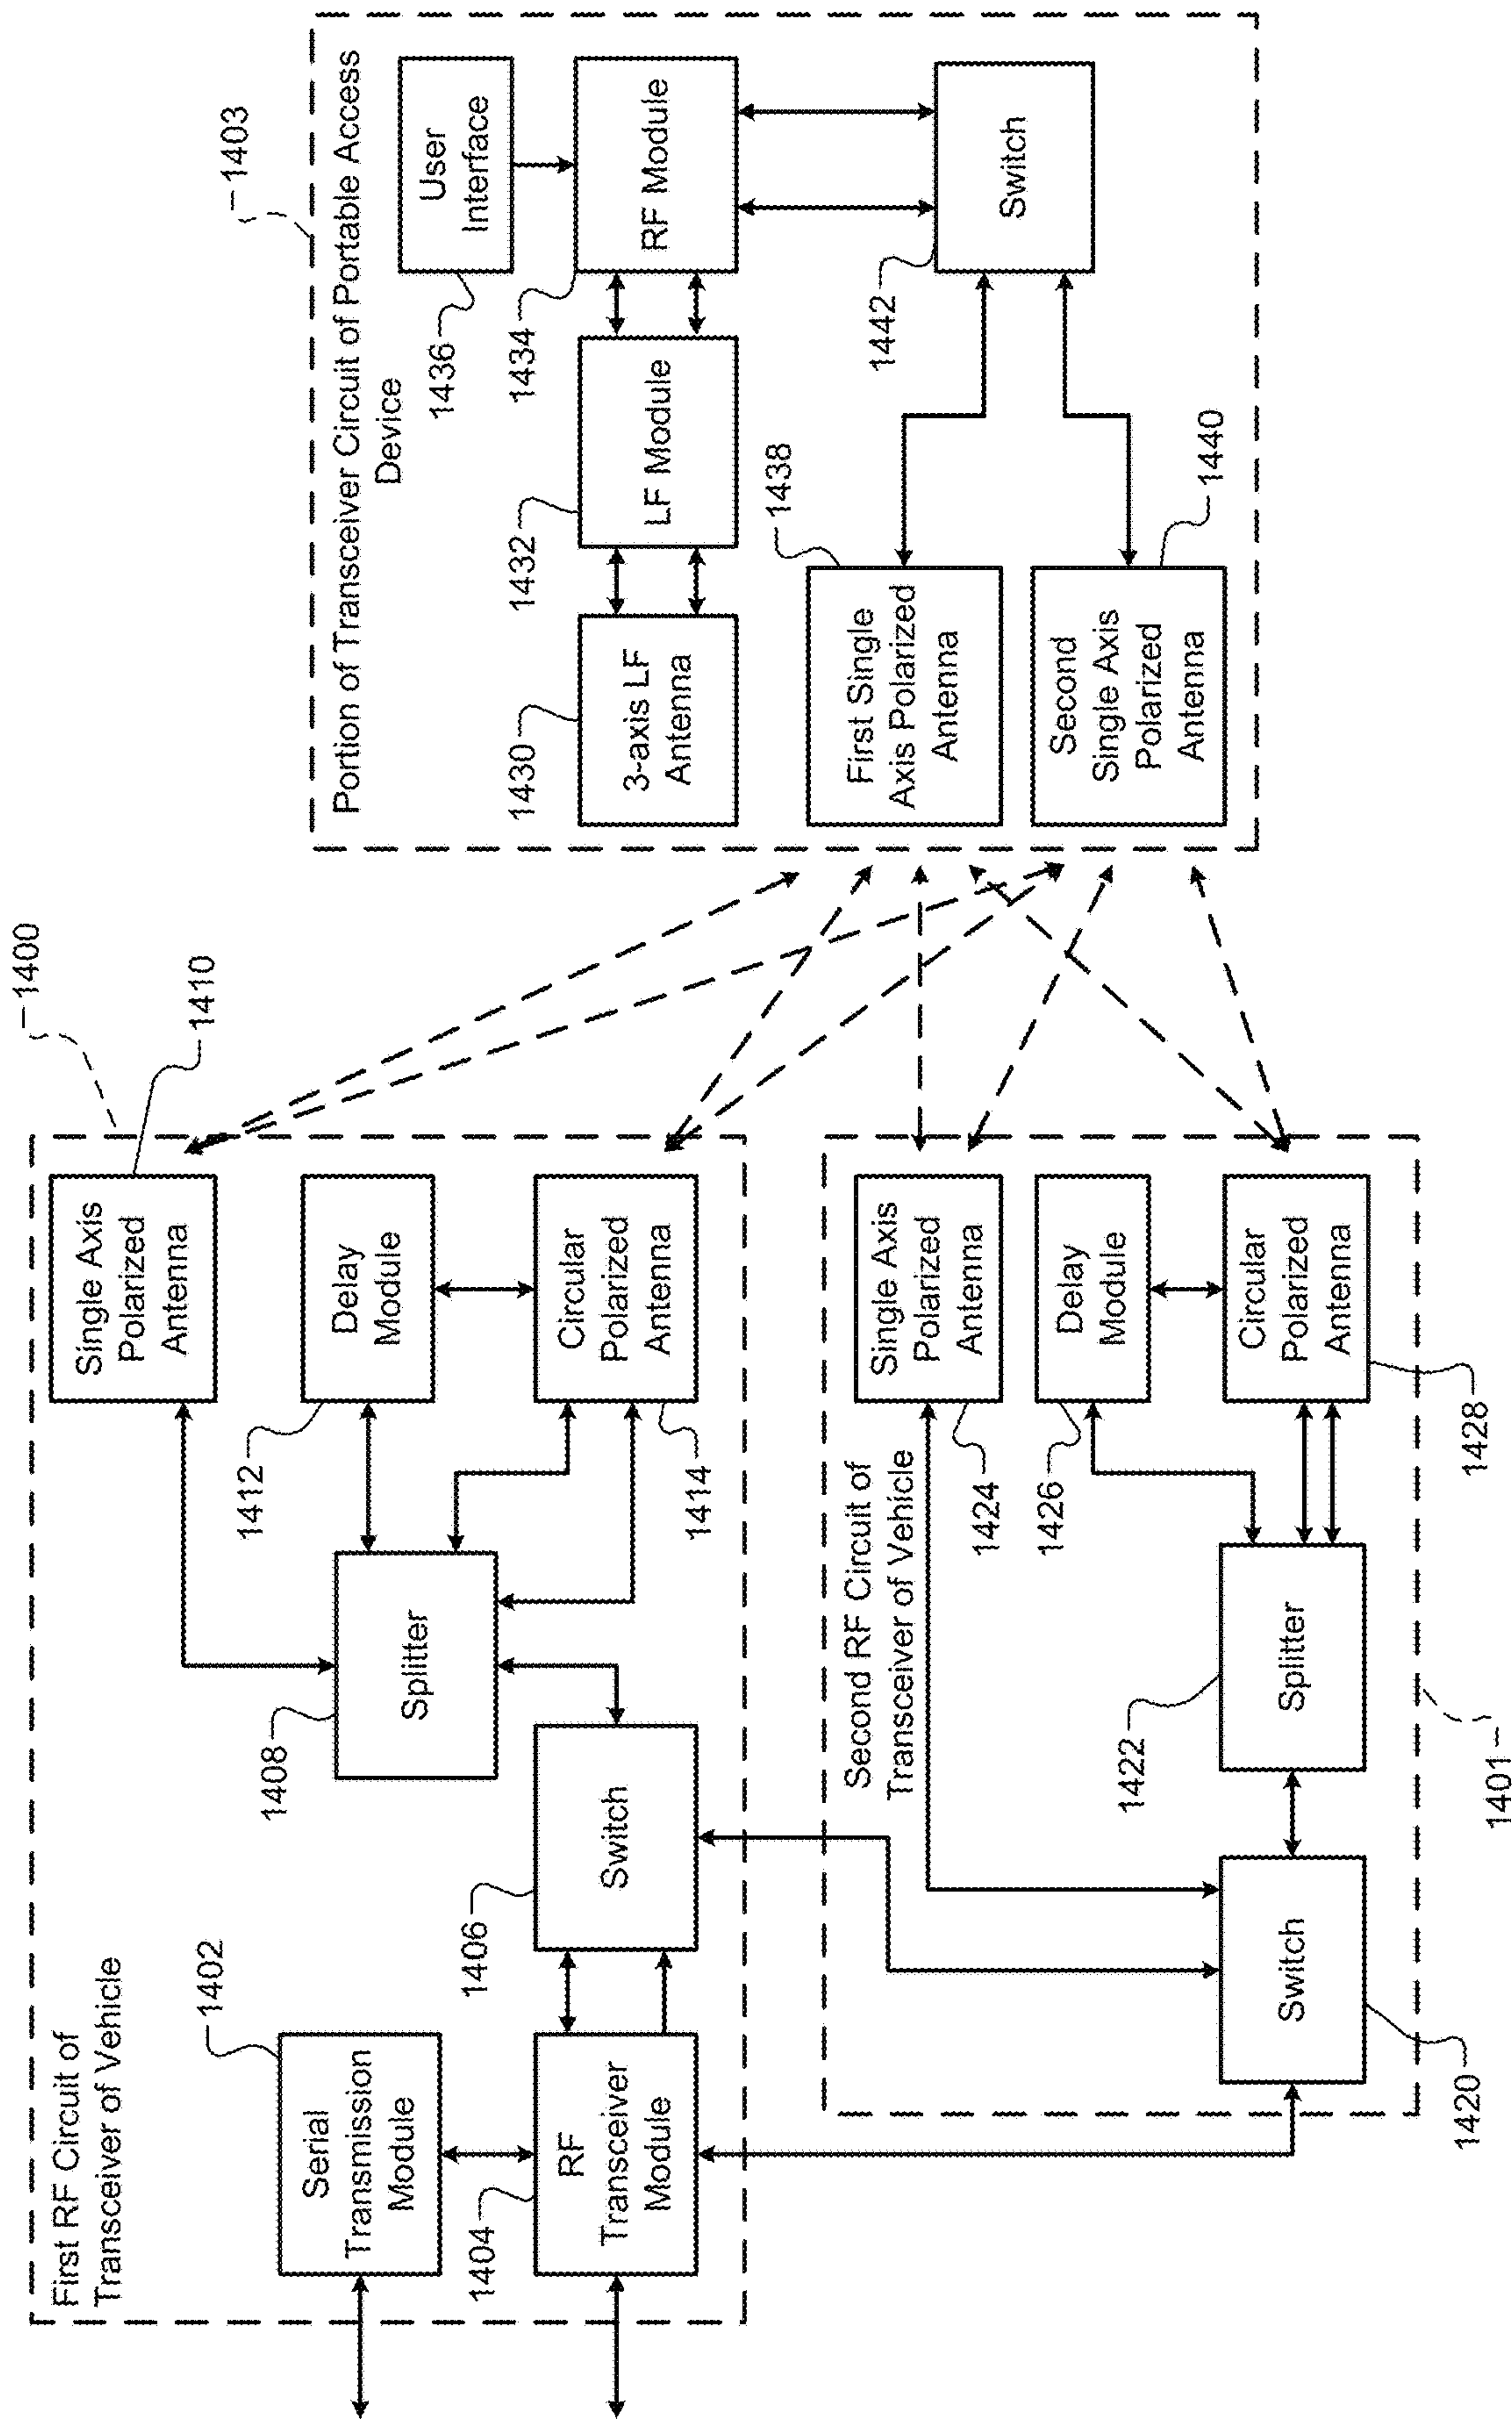 First RF Circuit of
Transceiver of Vehicle
1400
1402
Serial
Transmission
Module
1404
RF
Transceiver
Module
1406
Switch
1408
Splitter
1410
Single Axis
Polarized
Antenna
1412
Delay
Module
1414
Circular
Polarized
Antenna
Second RF Circuit of
Transceiver of Vehicle
1401
1420
Switch
1422
Splitter
1424
Single Axis
Polarized
Antenna
1426
Delay
Module
1428
Circular
Polarized
Antenna
1403
Portion of Transceiver Circuit of Portable Access
Device
1430
3-axis LF
Antenna
1432
LF Module
1434
RF Module
1436
User
Interface
1438
First Single
Axis Polarized
Antenna
1440
Second
Single Axis
Polarized
Antenna
1442
Switch